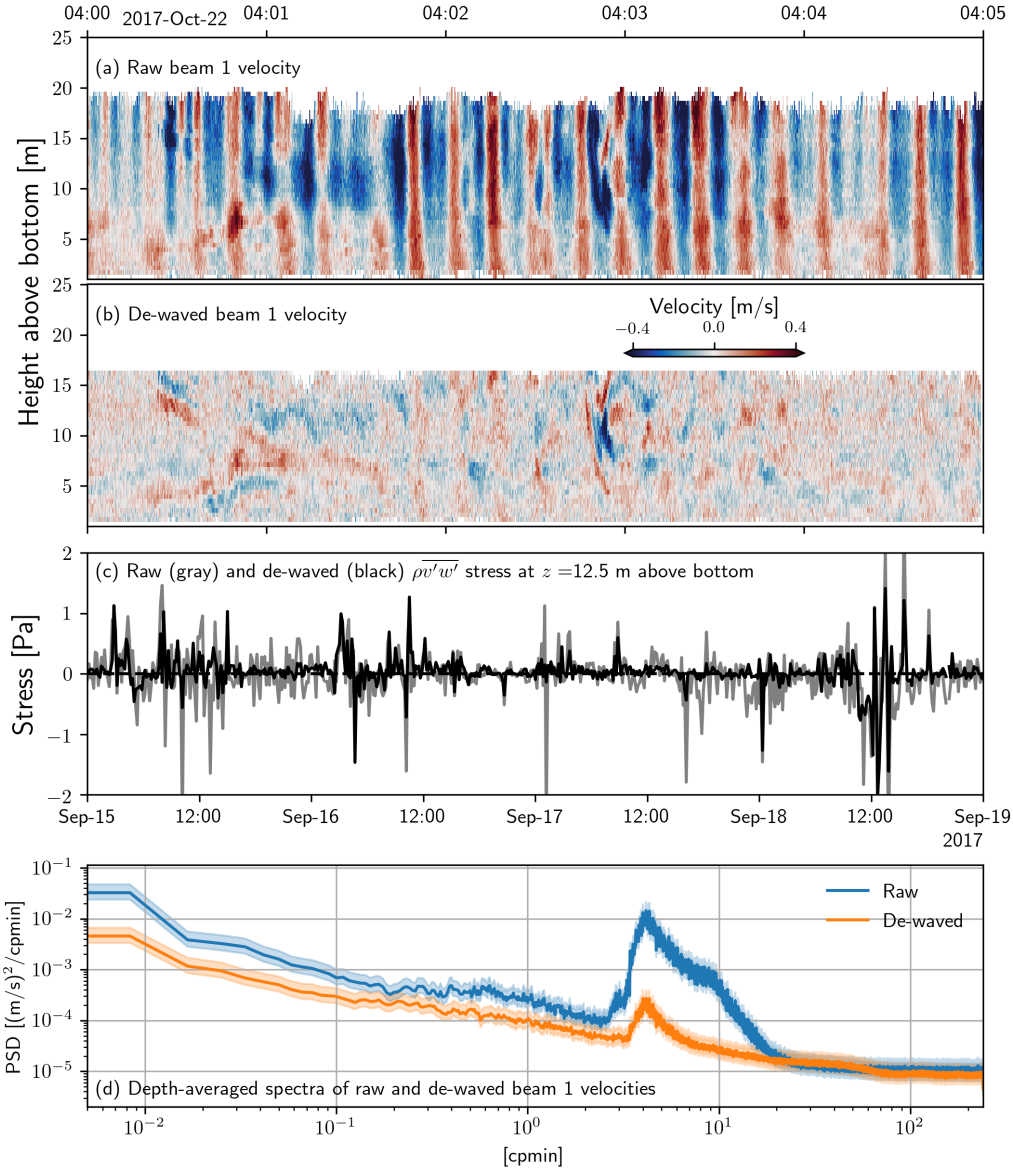 04:00 04:01 04:02 04:03 04:04 04:05
2017-Oct-22
25
(a) Raw beam 1 velocity
20
15
10
5
25
(b) De-waved beam 1 velocity
Velocity [m/s]
−0.4 0.0 0.4
20
15
10
5
Height above bottom [m]
2
(c) Raw (gray) and de-waved (black) ρv′w′ stress at z =12.5 m above bottom
1
0
−1
−2
Stress [Pa]
Sep-15 12:00 Sep-16 12:00 Sep-17 12:00 Sep-18 12:00 Sep-19
2017
10⁻¹
Raw
10⁻²
De-waved
10⁻³
10⁻⁴
10⁻⁵
PSD [(m/s)²/cpmin]
(d) Depth-averaged spectra of raw and de-waved beam 1 velocities
10⁻² 10⁻¹ 10⁰ 10¹ 10²
[cpmin]